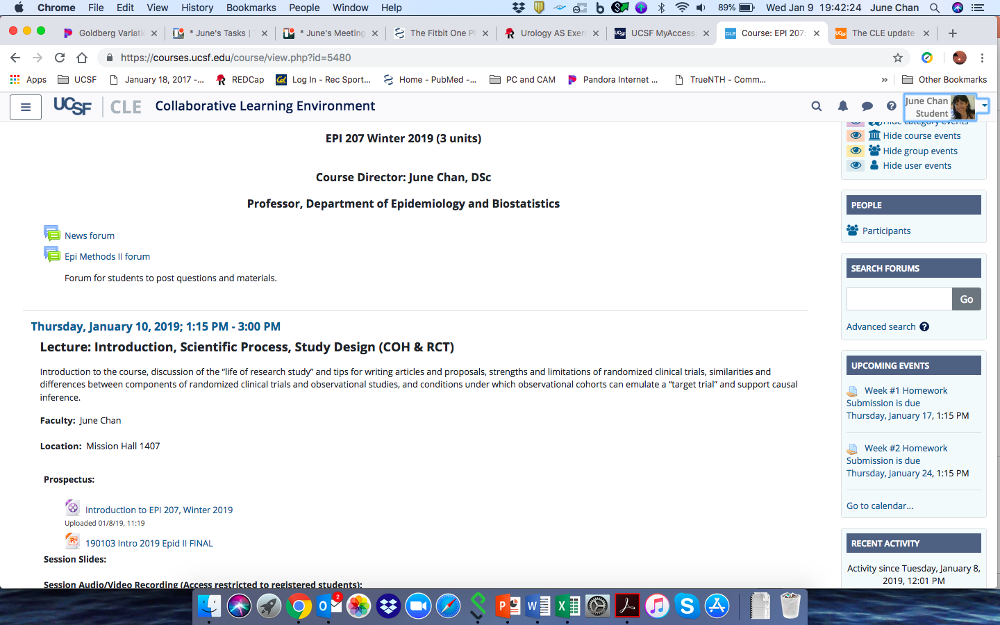 Chrome File Edit View History Bookmarks People Window Help 89% Wed Jan 9 19:42:24 June Chan
Goldberg Variati × * June's Tasks | × * June's Meeting × The Fitbit One P × Urology AS Exer × UCSF MyAccess × CLE Course: EPI 207: × The CLE update × +
https://courses.ucsf.edu/course/view.php?id=5480
Apps UCSF January 18, 2017 -... REDCap Cal Log In - Rec Sport... Home - PubMed -... PC and CAM Pandora Internet ... TrueNTH - Comm... » Other Bookmarks
UCSF CLE Collaborative Learning Environment
June Chan
Student
Hide category events
Hide course events
Hide group events
Hide user events
EPI 207 Winter 2019 (3 units)
Course Director: June Chan, DSc
Professor, Department of Epidemiology and Biostatistics
News forum
Epi Methods II forum
Forum for students to post questions and materials.
Thursday, January 10, 2019; 1:15 PM - 3:00 PM
Lecture: Introduction, Scientific Process, Study Design (COH & RCT)
Introduction to the course, discussion of the “life of research study” and tips for writing articles and proposals, strengths and limitations of randomized clinical trials, similarities and
differences between components of randomized clinical trials and observational studies, and conditions under which observational cohorts can emulate a “target trial” and support causal
inference.
Faculty: June Chan
Location: Mission Hall 1407
Prospectus:
Introduction to EPI 207, Winter 2019
Uploaded 01/8/19, 11:19
190103 Intro 2019 Epid II FINAL
Session Slides:
Session Audio/Video Recording (Access restricted to registered students):
PEOPLE
Participants
SEARCH FORUMS
Go
Advanced search
UPCOMING EVENTS
Week #1 Homework
Submission is due
Thursday, January 17, 1:15 PM
Week #2 Homework
Submission is due
Thursday, January 24, 1:15 PM
Go to calendar...
RECENT ACTIVITY
Activity since Tuesday, January 8,
2019, 12:01 PM
2